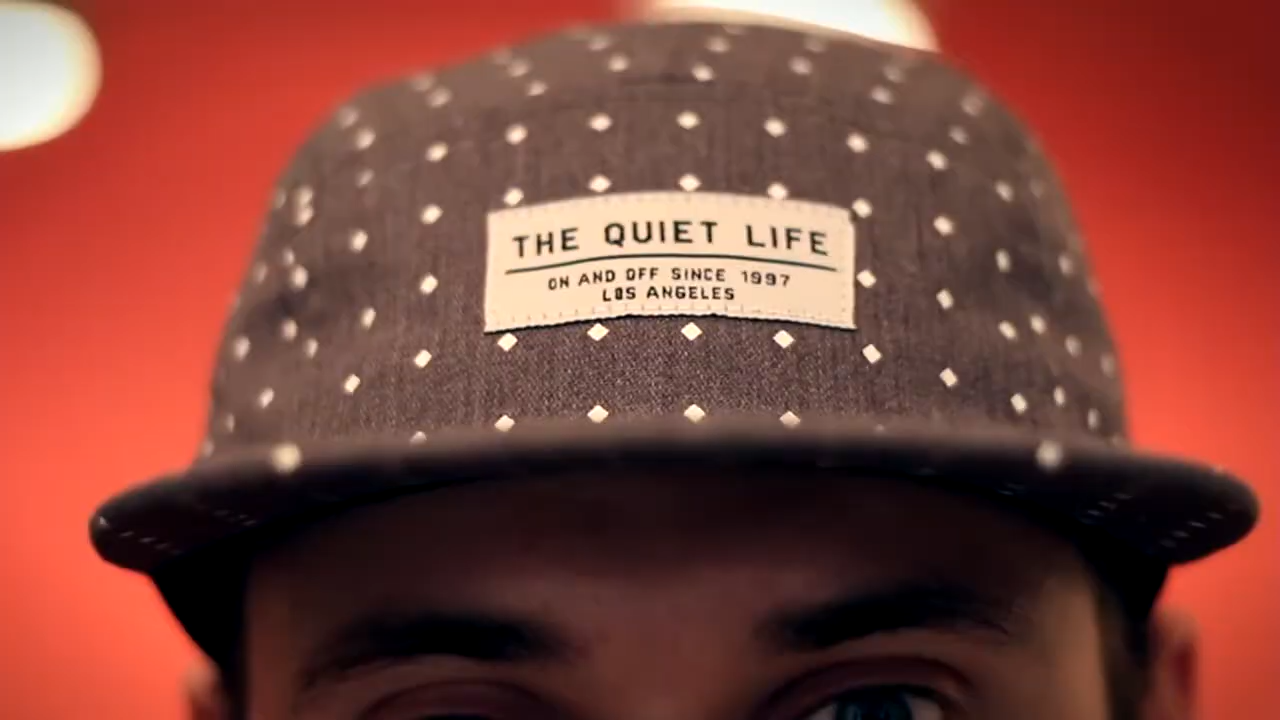 THE QUIET LIFE
ON AND OFF SINCE 1997
LOS ANGELES